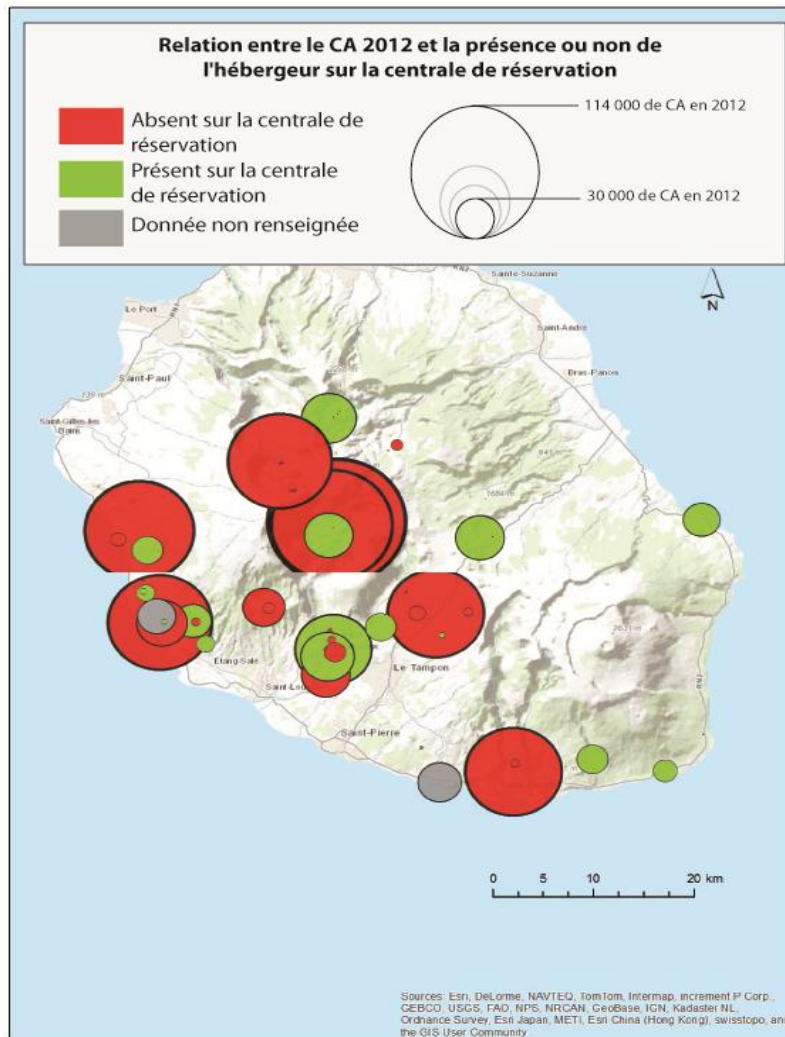 Relation entre le CA 2012 et la présence ou non de
l'hébergeur sur la centrale de réservation
Absent sur la centrale de
réservation
Présent sur la centrale
de réservation
Donnée non renseignée
114 000 de CA en 2012
30 000 de CA en 2012
Sainte-Suzanne
N
Le Port
Saint-André
Bras-Panon
Saint-Paul
Saint-Gilles-les
Bains
Etang-Salé
Le Tampon
Saint-Lou
Saint-Pierre
RN2
0 5 10 20 km
Sources: Esri, DeLorme, NAVTEQ, TomTom, Intermap, increment P Corp.,
GEBCO, USGS, FAO, NPS, NRCAN, GeoBase, IGN, Kadaster NL,
Ordnance Survey, Esri Japan, METI, Esri China (Hong Kong), swisstopo, and
the GIS User Community